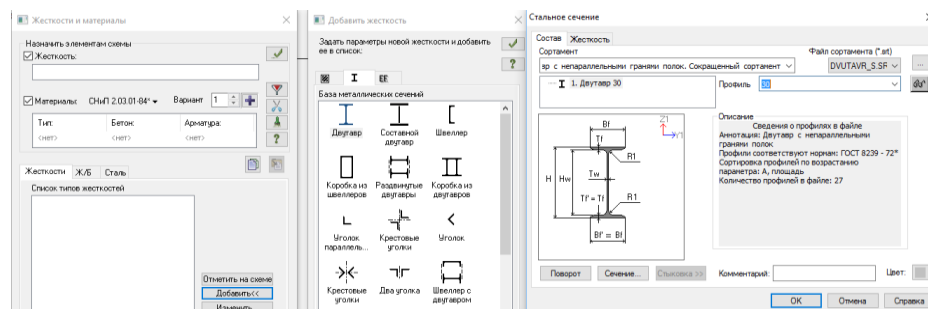 Жесткости и материалы
Назначить элементам схемы
Жесткость:
Материалы: СНиП 2.03.01-84* Вариант 1
Тип: Бетон: Арматура:
<нет> <нет> <нет>
Жесткости Ж/Б Сталь
Список типов жесткостей
Отметить на схеме
Добавить<<
Изменить
Добавить жесткость
Задать параметры новой жесткости и добавить
ее в список:
База металлических сечений
Двутавр Составной двутавр Швеллер
Коробка из швеллеров Раздвинутые двутавры Коробка из двутавров
Уголок параллель... Крестовые уголки Уголок
Крестовые уголки Два уголка Швеллер с двутавром
Стальное сечение
Состав Жесткость
Сортамент Файл сортамента (*.srt)
зр с непараллельными гранями полок. Сокращенный сортамент DVUTAVR_S.SF ...
1. Двутавр 30 Профиль 30
Bf
Tf
R1
H Hw Tw
Tf' = Tf R1
Bf' = Bf
Z1
Y1
Описание
Сведения о профилях в файле
Аннотация: Двутавр с непараллельными
гранями полок
Профили соответствуют нормам: ГОСТ 8239 - 72*
Сортировка профилей по возрастанию
параметра: A, площадь
Количество профилей в файле: 27
Поворот Сечение... Стыковка >> Комментарий: Цвет:
OK Отмена Справка